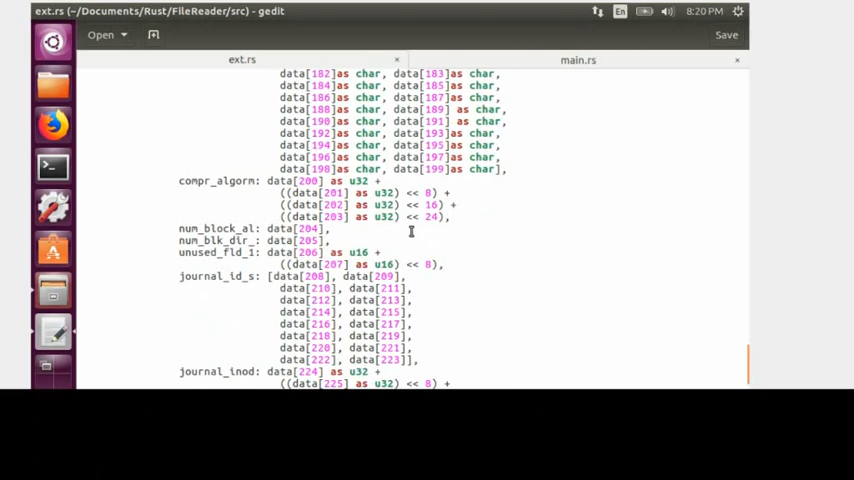 ext.rs (~/Documents/Rust/FileReader/src) - gedit
En
8:20 PM
Open
Save
ext.rs
×
main.rs
×
data[182]as char, data[183]as char,
data[184]as char, data[185]as char,
data[186]as char, data[187]as char,
data[188]as char, data[189] as char,
data[190]as char, data[191] as char,
data[192]as char, data[193]as char,
data[194]as char, data[195]as char,
data[196]as char, data[197]as char,
data[198]as char, data[199]as char],
compr_algorm: data[200] as u32 +
((data[201] as u32) << 8) +
((data[202] as u32) << 16) +
((data[203] as u32) << 24),
num_block_al: data[204],
num_blk_dir_: data[205],
unused_fld_1: data[206] as u16 +
((data[207] as u16) << 8),
journal_id_s: [data[208], data[209],
data[210], data[211],
data[212], data[213],
data[214], data[215],
data[216], data[217],
data[218], data[219],
data[220], data[221],
data[222], data[223]],
journal_inod: data[224] as u32 +
((data[225] as u32) << 8) +